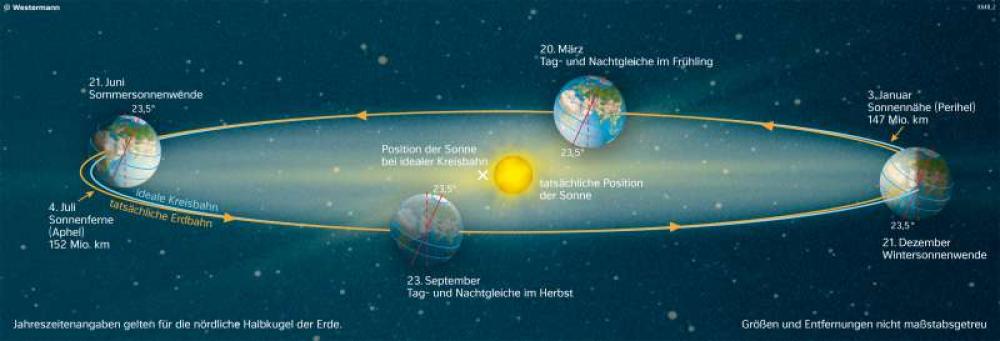 © Westermann
20. März
Tag- und Nachtgleiche im Frühling
21. Juni
Sommersonnenwende
23,5°
3. Januar
Sonnennähe (Perihel)
147 Mio. km
23,5°
Position der Sonne
bei idealer Kreisbahn
tatsächliche Position
der Sonne
23,5°
ideale Kreisbahn
tatsächliche Erdbahn
4. Juli
Sonnenferne
(Aphel)
152 Mio. km
23,5°
21. Dezember
Wintersonnenwende
23. September
Tag- und Nachtgleiche im Herbst
Jahreszeitenangaben gelten für die nördliche Halbkugel der Erde.
Größen und Entfernungen nicht maßstabsgetreu